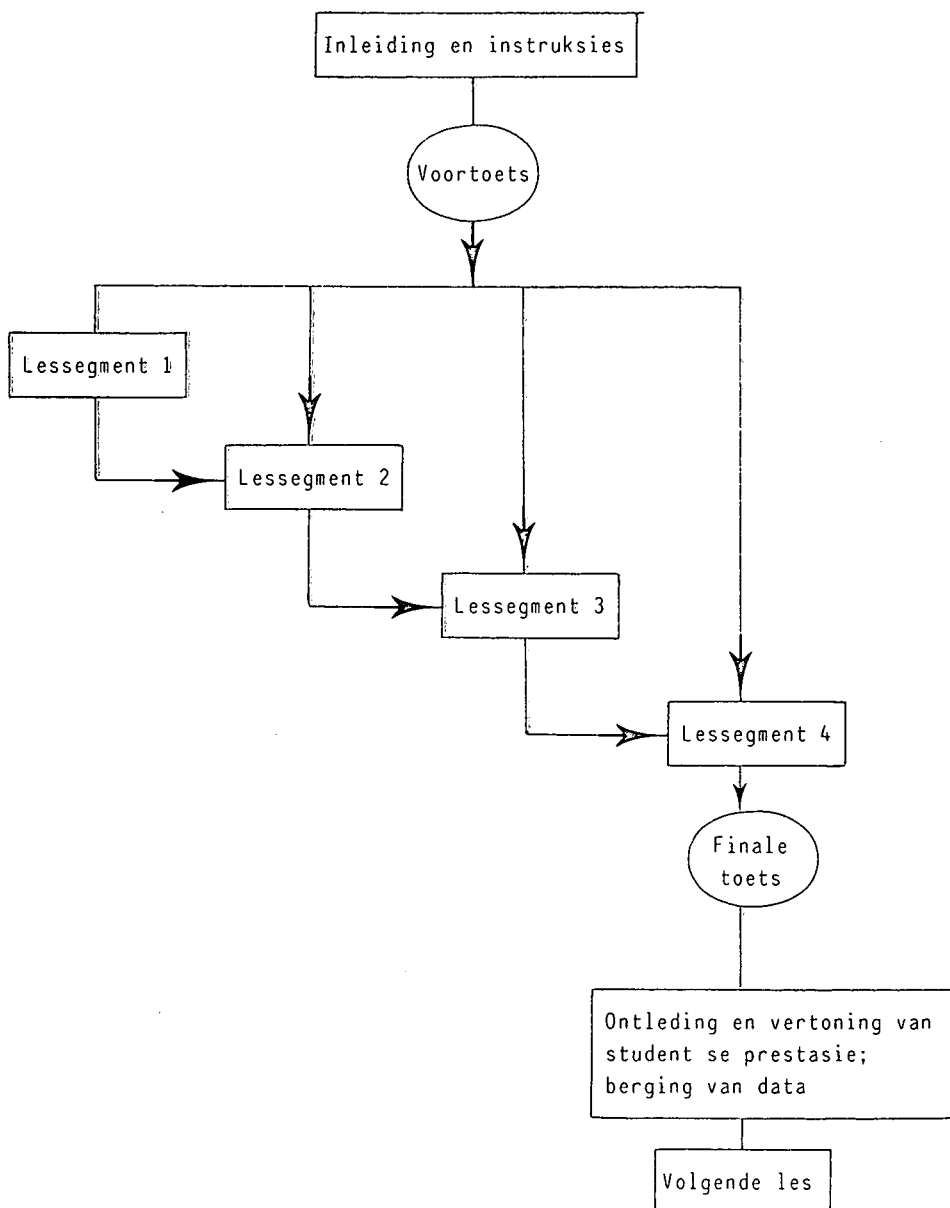 Inleiding en instruksies
Voortoets
Lessegment 1
Lessegment 2
Lessegment 3
Lessegment 4
Finale
toets
Ontleding en vertoning van
student se prestasie;
berging van data
Volgende les